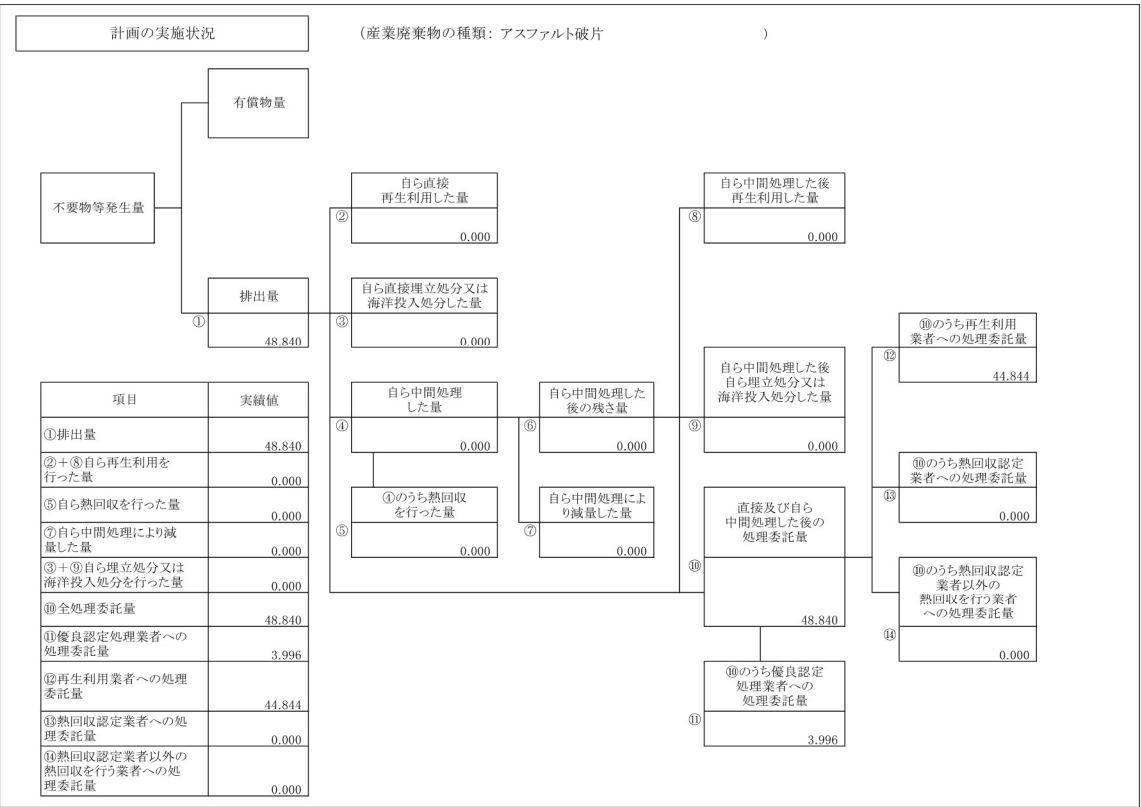 計画の実施状況
（産業廃棄物の種類： アスファルト破片　　　　　　　　）
有償物量
不要物等発生量
排出量
①
48.840
自ら直接
再生利用した量
②
0.000
自ら直接埋立処分又は
海洋投入処分した量
③
0.000
自ら中間処理
した量
④
0.000
④のうち熱回収
を行った量
⑤
0.000
自ら中間処理した
後の残さ量
⑥
0.000
自ら中間処理によ
り減量した量
⑦
0.000
自ら中間処理した後
再生利用した量
⑧
0.000
自ら中間処理した後
自ら埋立処分又は
海洋投入処分した量
⑨
0.000
直接及び自ら
中間処理した後の
処理委託量
⑩
48.840
⑩のうち優良認定
処理業者への
処理委託量
⑪
3.996
⑩のうち再生利用
業者への処理委託量
⑫
44.844
⑩のうち熱回収認定
業者への処理委託量
⑬
0.000
⑩のうち熱回収認定
業者以外の
熱回収を行う業者
への処理委託量
⑭
0.000
項目 実績値
①排出量
48.840
②＋⑧自ら再生利用を
行った量
0.000
⑤自ら熱回収を行った量
0.000
⑦自ら中間処理により減
量した量
0.000
③＋⑨自ら埋立処分又は
海洋投入処分を行った量
0.000
⑩全処理委託量
48.840
⑪優良認定処理業者への
処理委託量
3.996
⑫再生利用業者への処理
委託量
44.844
⑬熱回収認定業者への処
理委託量
0.000
⑭熱回収認定業者以外の
熱回収を行う業者への処
理委託量
0.000